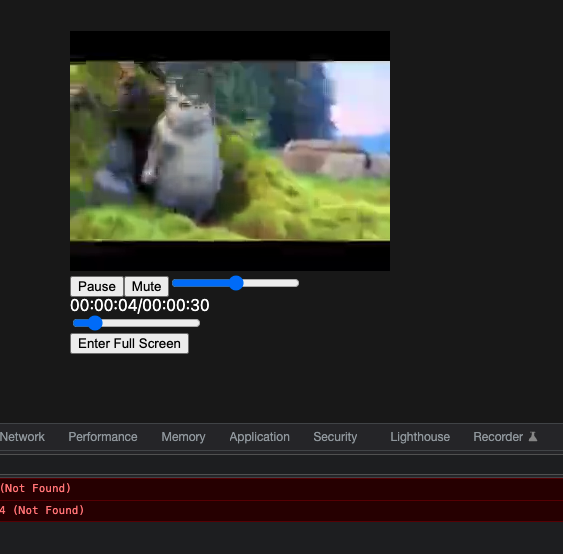 Pause Mute
00:00:04/00:00:30
Enter Full Screen
Network Performance Memory Application Security Lighthouse Recorder
(Not Found)
4 (Not Found)